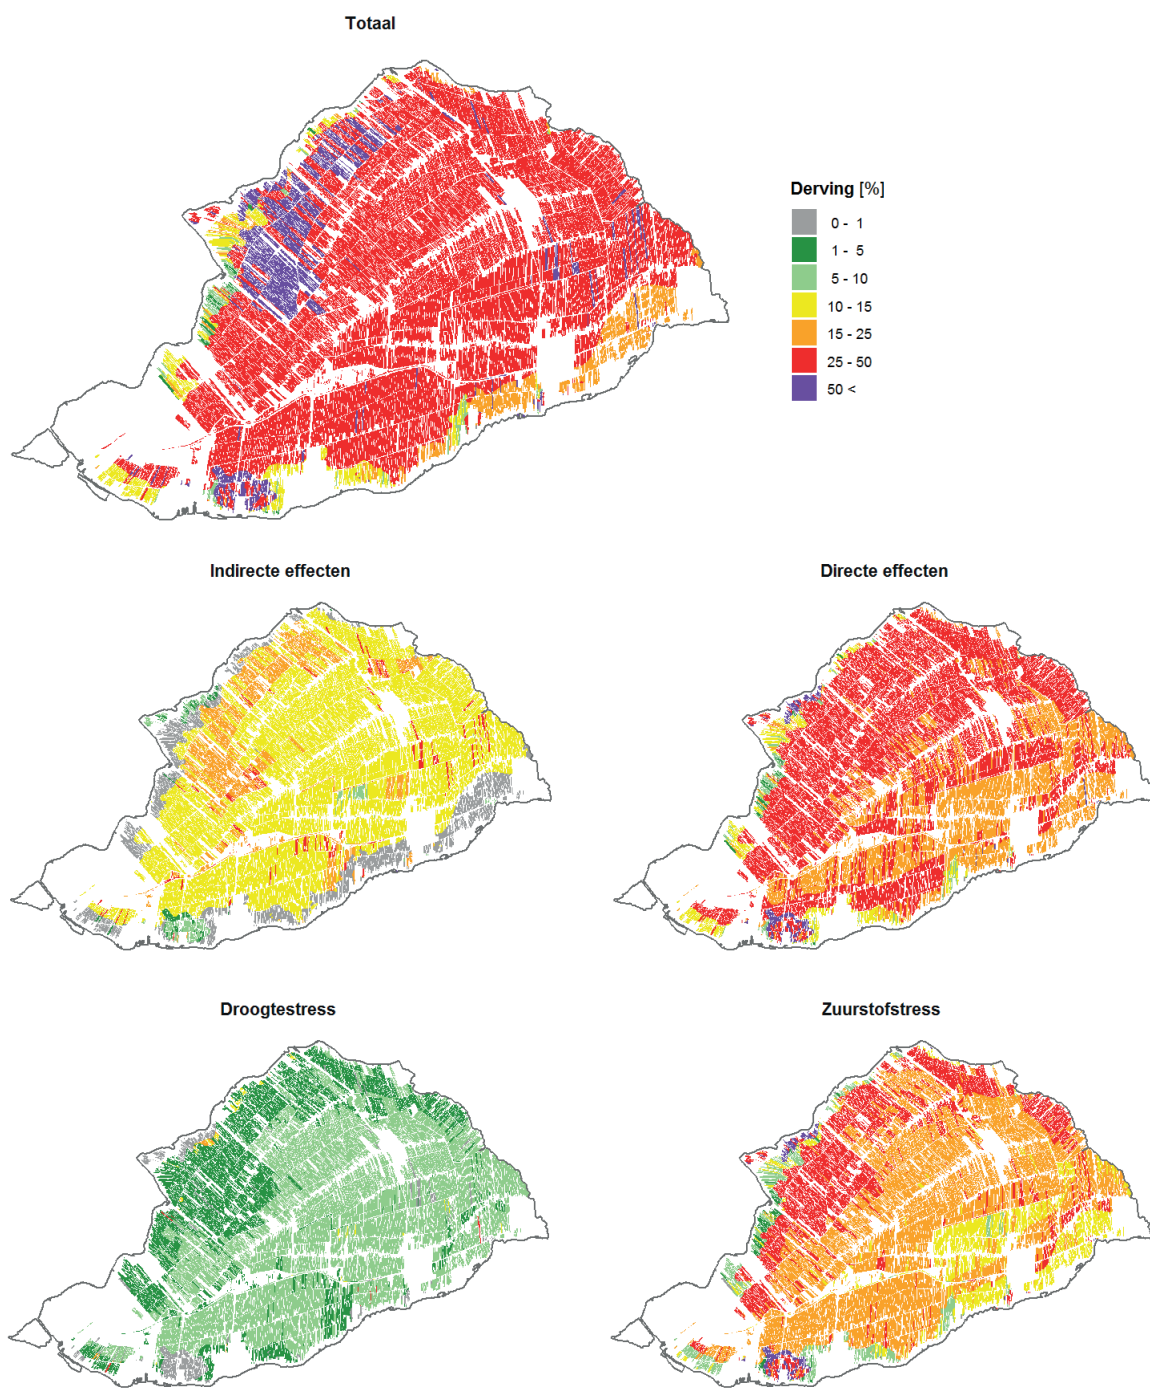 Totaal
Derving [%]
0 - 1
1 - 5
5 - 10
10 - 15
15 - 25
25 - 50
50 <
Indirecte effecten
Directe effecten
Droogtestress
Zuurstofstress